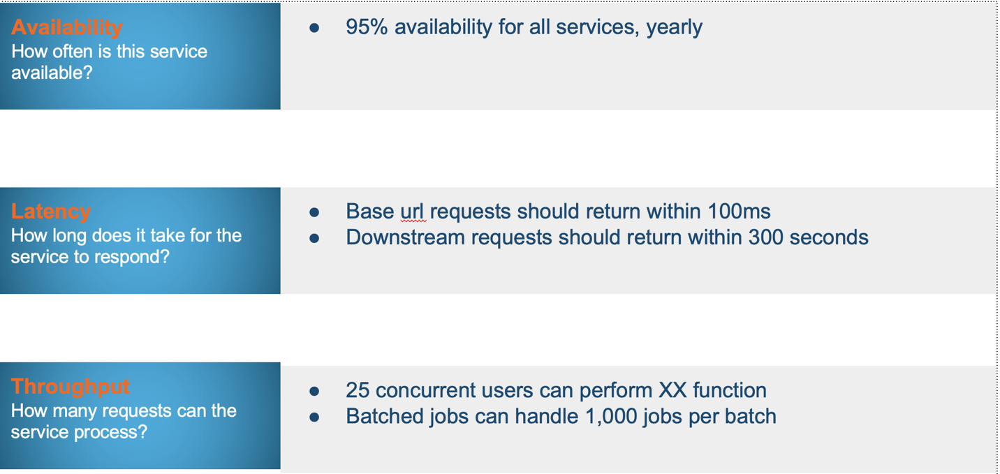 Availability
How often is this service
available?
● 95% availability for all services, yearly
Latency
How long does it take for the
service to respond?
● Base url requests should return within 100ms
● Downstream requests should return within 300 seconds
Throughput
How many requests can the
service process?
● 25 concurrent users can perform XX function
● Batched jobs can handle 1,000 jobs per batch